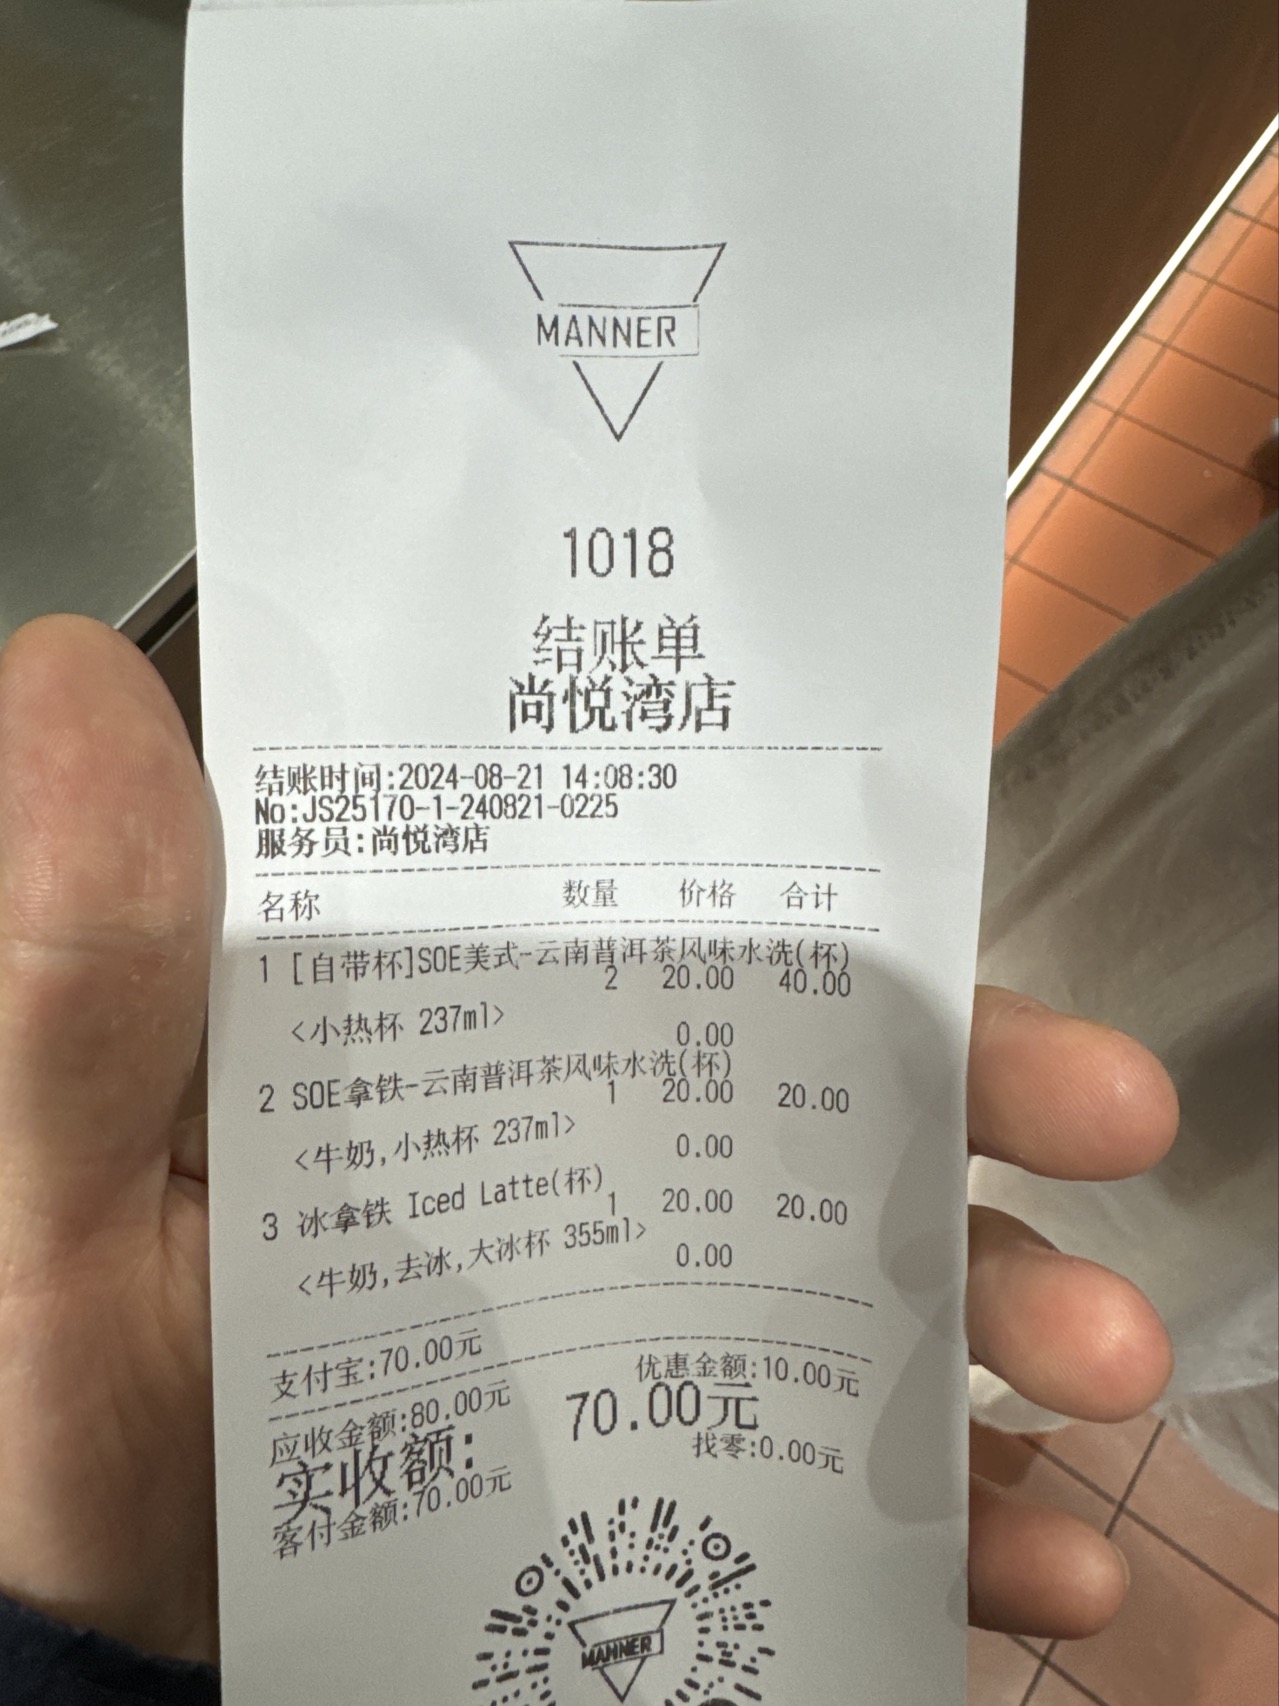 MANNER
1018
结账单
尚悦湾店
结账时间:2024-08-21 14:08:30
No:JS25170-1-240821-0225
服务员:尚悦湾店
名称 数量 价格 合计
1 [自带杯]SOE美式-云南普洱茶风味水洗(杯)
2 20.00 40.00
<小热杯 237ml> 0.00
2 SOE拿铁-云南普洱茶风味水洗(杯)
1 20.00 20.00
<牛奶,小热杯 237ml> 0.00
3 冰拿铁 Iced Latte(杯)
1 20.00 20.00
<牛奶,去冰,大冰杯 355ml> 0.00
支付宝:70.00元
应收金额:80.00元 优惠金额:10.00元
实收额: 70.00元
客付金额:70.00元 找零:0.00元
MANNER